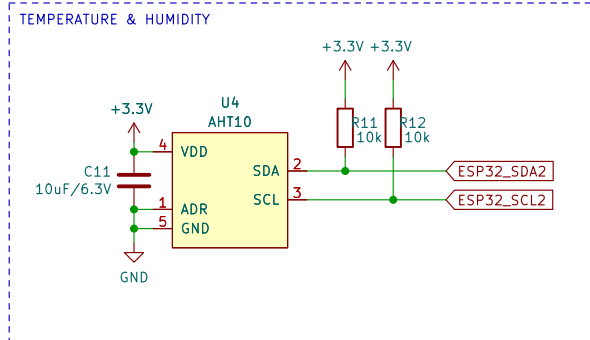 TEMPERATURE & HUMIDITY
+3.3V +3.3V
+3.3V
U4
AHT10
R11 R12
10k 10k
4 VDD
C11
10uF/6.3V
SDA 2
ESP32_SDA2
SCL 3
ESP32_SCL2
1 ADR
5 GND
GND